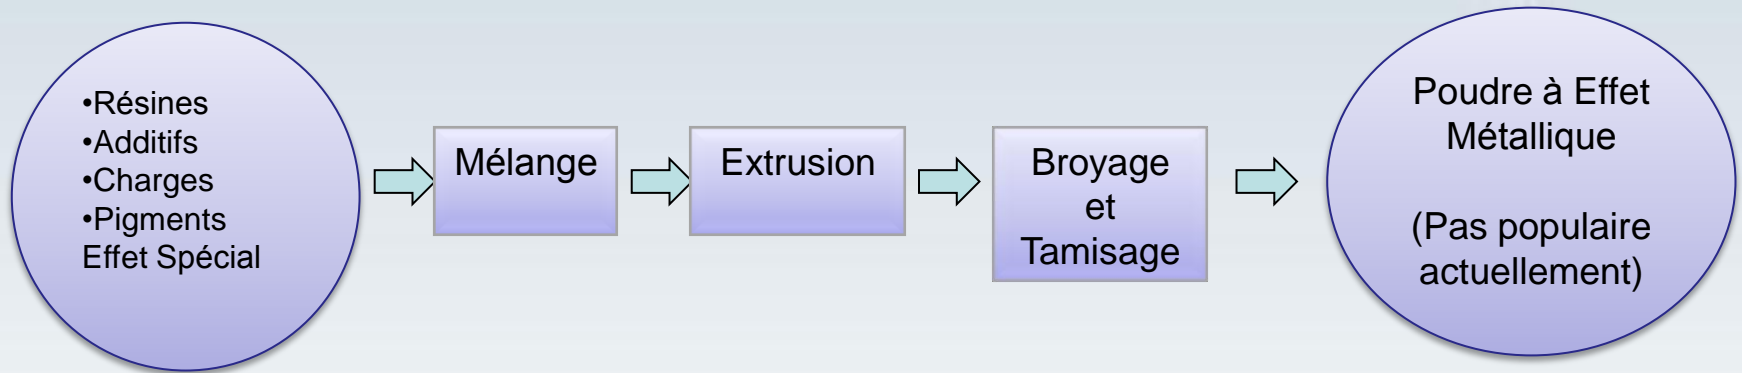 •Résines
•Additifs
•Charges
•Pigments
Effet Spécial
Mélange
Extrusion
Broyage
et
Tamisage
Poudre à Effet
Métallique
(Pas populaire
actuellement)